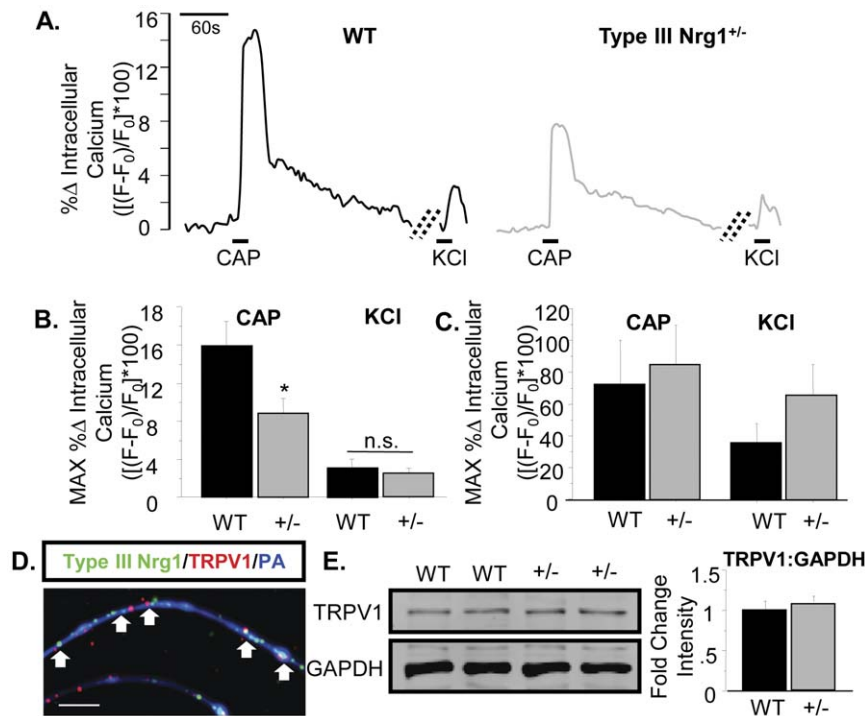 A.
60s
WT
Type III Nrg1+/-
%Δ Intracellular
Calcium
([(F-F0)/F0]*100)
16
12
8
4
0
CAP
KCl
CAP
KCl
B.
CAP
KCl
MAX %Δ Intracellular
Calcium
([(F-F0)/F0]*100)
20
16
12
8
4
0
*
n.s.
WT
+/-
WT
+/-
C.
CAP
KCl
MAX %Δ Intracellular
Calcium
([(F-F0)/F0]*100)
120
100
80
60
40
20
0
WT
+/-
WT
+/-
D.
Type III Nrg1/TRPV1/PA
E.
WT WT +/- +/-
TRPV1
GAPDH
TRPV1:GAPDH
Fold Change
Intensity
1.5
1
.5
0
WT
+/-